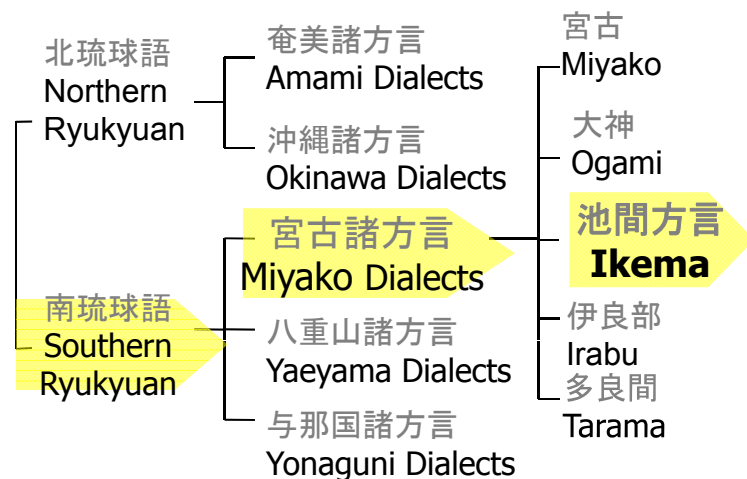 北琉球語
Northern
Ryukyuan
奄美諸方言
Amami Dialects
沖縄諸方言
Okinawa Dialects
南琉球語
Southern
Ryukyuan
宮古諸方言
Miyako Dialects
八重山諸方言
Yaeyama Dialects
与那国諸方言
Yonaguni Dialects
宮古
Miyako
大神
Ogami
池間方言
Ikema
伊良部
Irabu
多良間
Tarama